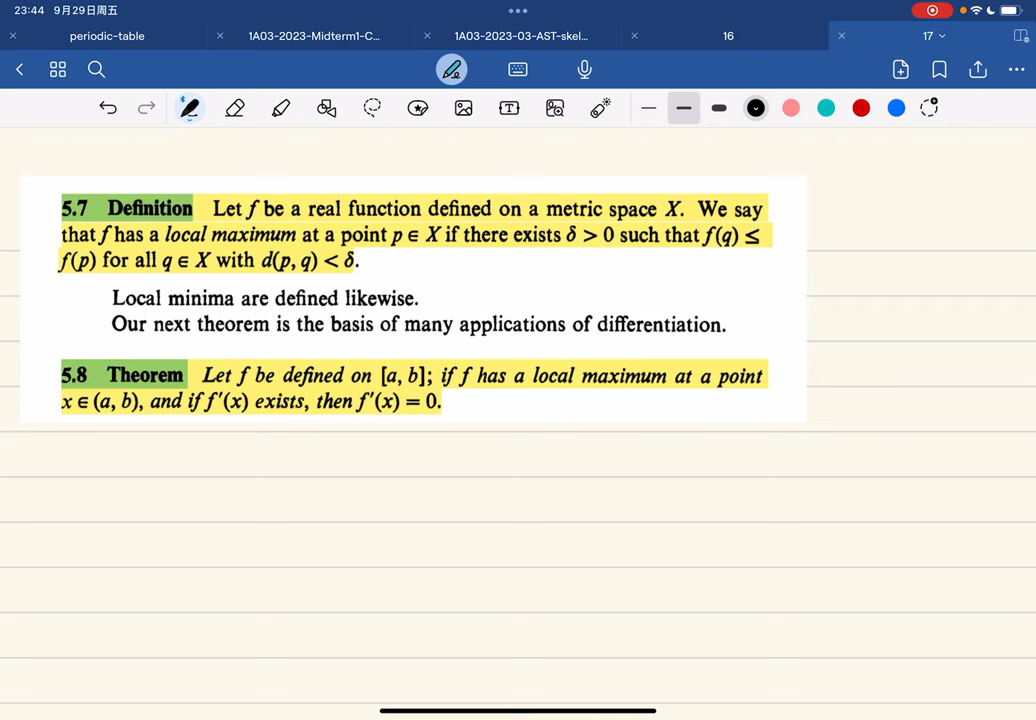 23:44 9月29日周五
periodic-table
1A03-2023-Midterm1-C...
1A03-2023-03-AST-skel...
16
17
5.7 Definition Let f be a real function defined on a metric space X. We say
that f has a local maximum at a point p ∈ X if there exists δ > 0 such that f(q) ≤
f(p) for all q ∈ X with d(p, q) < δ.
Local minima are defined likewise.
Our next theorem is the basis of many applications of differentiation.
5.8 Theorem Let f be defined on [a, b]; if f has a local maximum at a point
x ∈ (a, b), and if f′(x) exists, then f′(x) = 0.